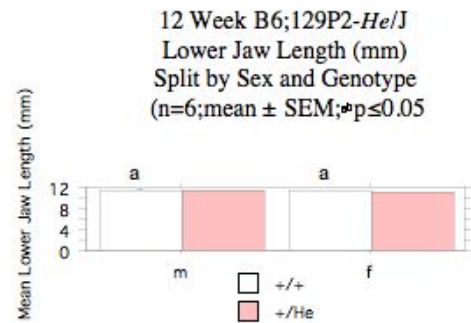 12 Week B6;129P2-He/J
Lower Jaw Length (mm)
Split by Sex and Genotype
(n=6;mean ± SEM;abp≤0.05
Mean Lower Jaw Length (mm)
a a
12
8
4
0
m f
+/+
+/He